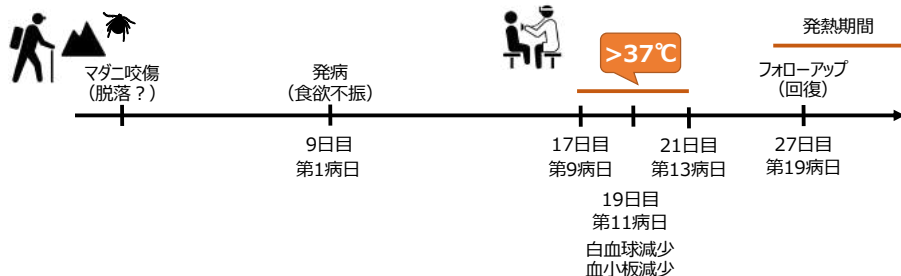 発熱期間
>37℃
マダニ咬傷
（脱落？）
発病
（食欲不振）
フォローアップ
（回復）
9日目
第1病日
17日目
第9病日
21日目
第13病日
27日目
第19病日
19日目
第11病日
白血球減少
血小板減少